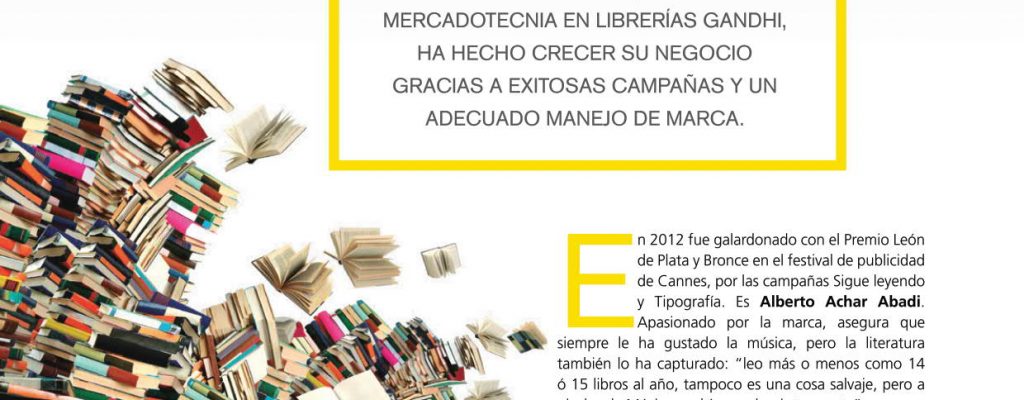 MERCADOTECNIA EN LIBRERÍAS GANDHI,
HA HECHO CRECER SU NEGOCIO
GRACIAS A EXITOSAS CAMPAÑAS Y UN
ADECUADO MANEJO DE MARCA.
En 2012 fue galardonado con el Premio León
de Plata y Bronce en el festival de publicidad
de Cannes, por las campañas Sigue leyendo
y Tipografía. Es Alberto Achar Abadi.
Apasionado por la marca, asegura que
siempre le ha gustado la música, pero la literatura
también lo ha capturado: “leo más o menos como 14
ó 15 libros al año, tampoco es una cosa salvaje, pero a